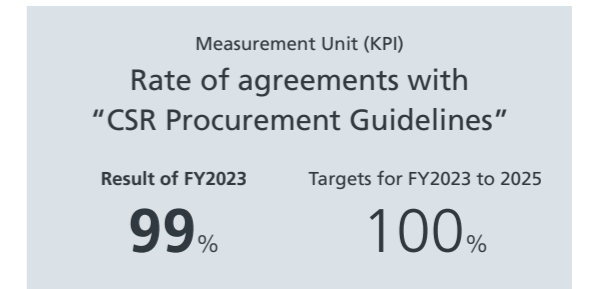 Measurement Unit (KPI)
Rate of agreements with
“CSR Procurement Guidelines”
Result of FY2023
99%
Targets for FY2023 to 2025
100%